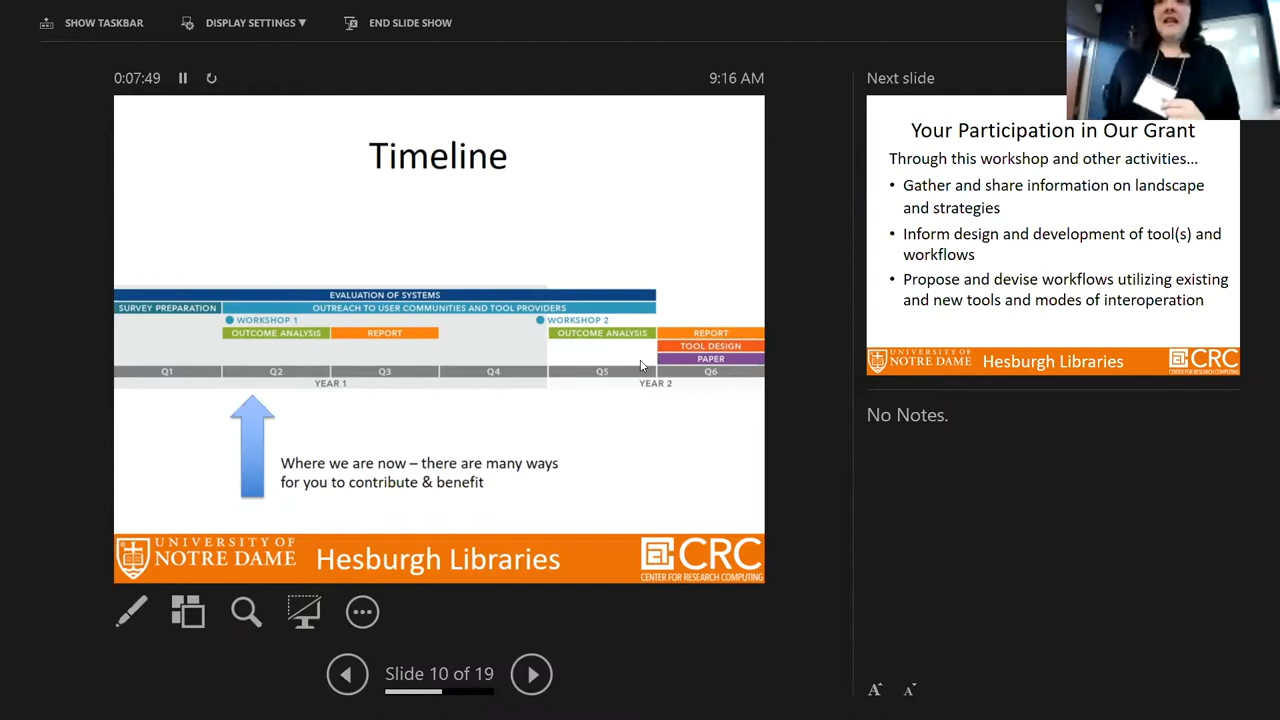 SHOW TASKBAR
DISPLAY SETTINGS ▼
END SLIDE SHOW
0:07:49
9:16 AM
Timeline
EVALUATION OF SYSTEMS
SURVEY PREPARATION
OUTREACH TO USER COMMUNITIES AND TOOL PROVIDERS
WORKSHOP 1
WORKSHOP 2
OUTCOME ANALYSIS
REPORT
OUTCOME ANALYSIS
REPORT
TOOL DESIGN
PAPER
Q1
Q2
Q3
Q4
Q5
Q6
YEAR 1
YEAR 2
Where we are now – there are many ways
for you to contribute & benefit
UNIVERSITY OF
NOTRE DAME
Hesburgh Libraries
CRC
CENTER FOR RESEARCH COMPUTING
Slide 10 of 19
Next slide
Your Participation in Our Grant
Through this workshop and other activities...
• Gather and share information on landscape
and strategies
• Inform design and development of tool(s) and
workflows
• Propose and devise workflows utilizing existing
and new tools and modes of interoperation
UNIVERSITY OF
NOTRE DAME
Hesburgh Libraries
CRC
CENTER FOR RESEARCH COMPUTING
No Notes.
A
A